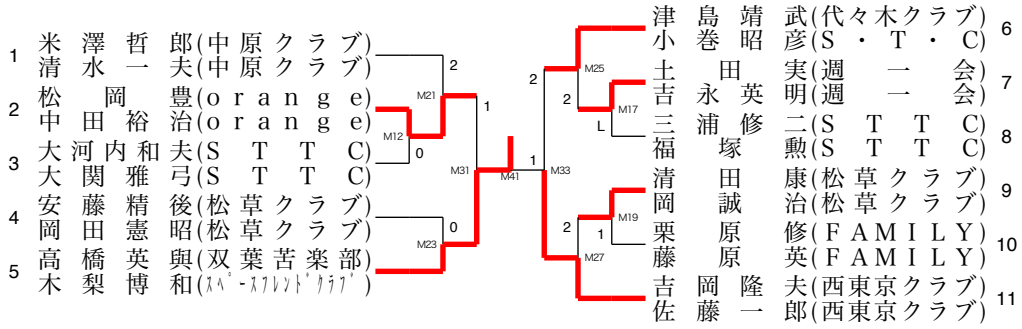 1 米澤哲郎(中原クラブ)
清水一夫(中原クラブ)
2 松岡豊(orange)
中田裕治(orange)
3 大河内和夫(STTC)
大関雅弓(STTC)
4 安藤精後(松草クラブ)
岡田憲昭(松草クラブ)
5 高橋英與(双葉苦楽部)
木梨博和(ｽﾍﾟｰｽﾌﾚﾝﾄﾞｸﾗﾌﾞ)
2
M21
1
M12
0
M31
0
M23
M41
2
M25
2
M17
L
1
M33
M19
2
1
M27
津島靖武(代々木クラブ) 6
小巻昭彦(S・T・C)
土田実(週一会) 7
吉永英明(週一会)
三浦修二(STTC) 8
福塚勲(STTC)
清田康(松草クラブ) 9
岡誠治(松草クラブ)
栗原修(FAMILY) 10
藤原英(FAMILY)
吉岡隆夫(西東京クラブ) 11
佐藤一郎(西東京クラブ)